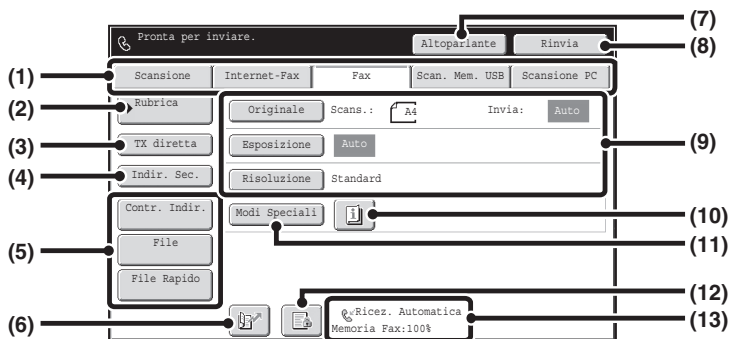 (7)
Pronta per inviare.
Altoparlante
Rinvia
(8)
(1)
Scansione
Internet-Fax
Fax
Scan. Mem. USB
Scansione PC
(2)
Rubrica
Originale
Scans.:
A4
Invia:
Auto
(3)
TX diretta
Esposizione
Auto
(9)
(4)
Indir. Sec.
Risoluzione
Standard
Contr. Indir.
Modi Speciali
(10)
(5)
File
(11)
File Rapido
(12)
(6)
Ricez. Automatica
Memoria Fax:100%
(13)